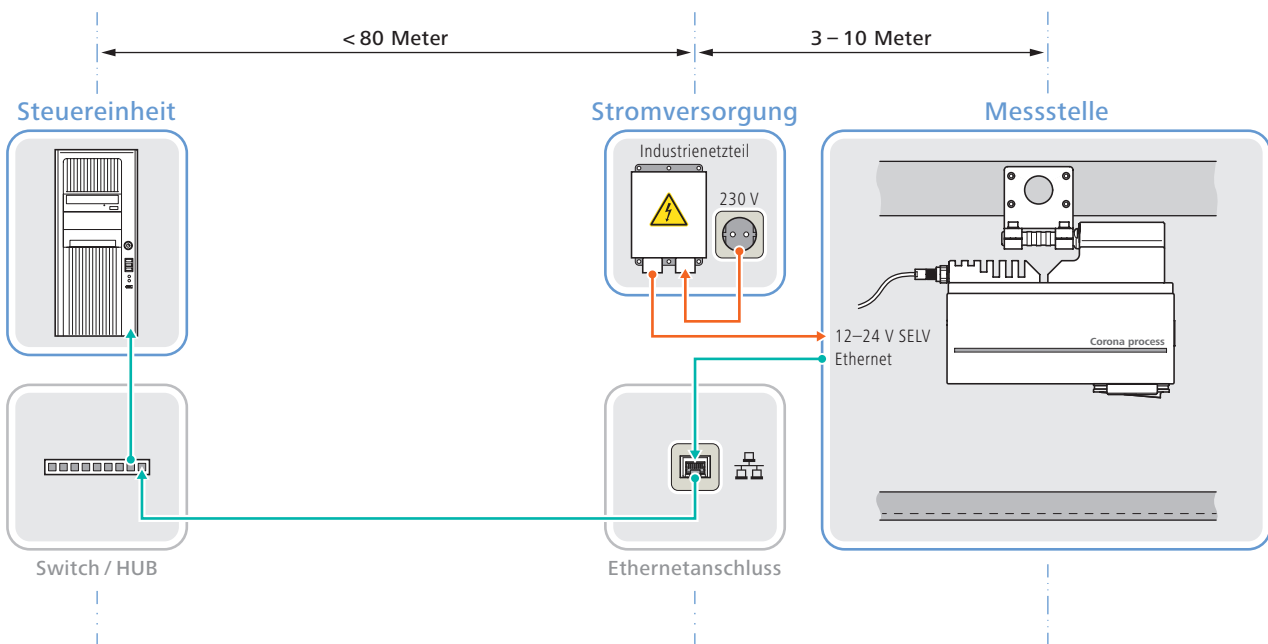 < 80 Meter
3 – 10 Meter
Steuereinheit
Stromversorgung
Messstelle
Industrienetzteil
230 V
12–24 V SELV
Ethernet
Corona process
Switch / HUB
Ethernetanschluss